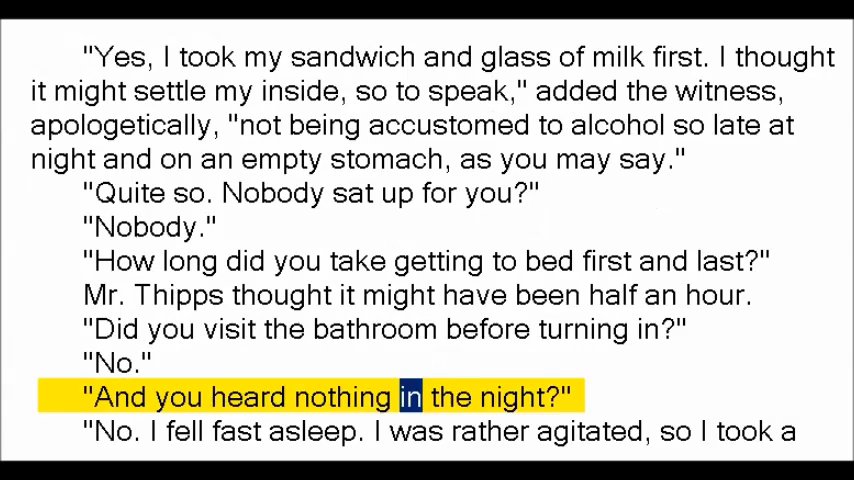 "Yes, I took my sandwich and glass of milk first. I thought
it might settle my inside, so to speak," added the witness,
apologetically, "not being accustomed to alcohol so late at
night and on an empty stomach, as you may say."
"Quite so. Nobody sat up for you?"
"Nobody."
"How long did you take getting to bed first and last?"
Mr. Thipps thought it might have been half an hour.
"Did you visit the bathroom before turning in?"
"No."
"And you heard nothing in the night?"
"No. I fell fast asleep. I was rather agitated, so I took a